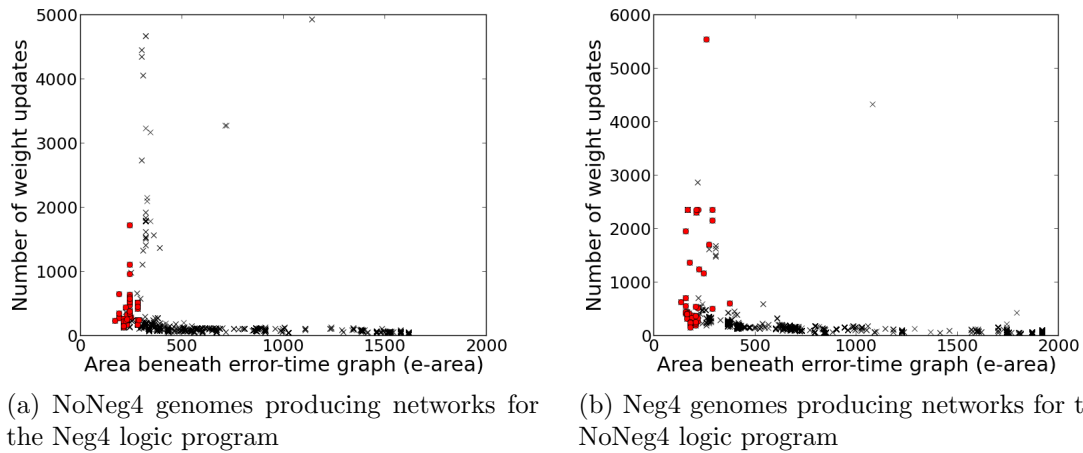 5000
4000
3000
2000
1000
0
0 500 1000 1500 2000
Number of weight updates
Area beneath error-time graph (e-area)
(a) NoNeg4 genomes producing networks for
the Neg4 logic program
6000
5000
4000
3000
2000
1000
0
0 500 1000 1500 2000
Number of weight updates
Area beneath error-time graph (e-area)
(b) Neg4 genomes producing networks for t
NoNeg4 logic program